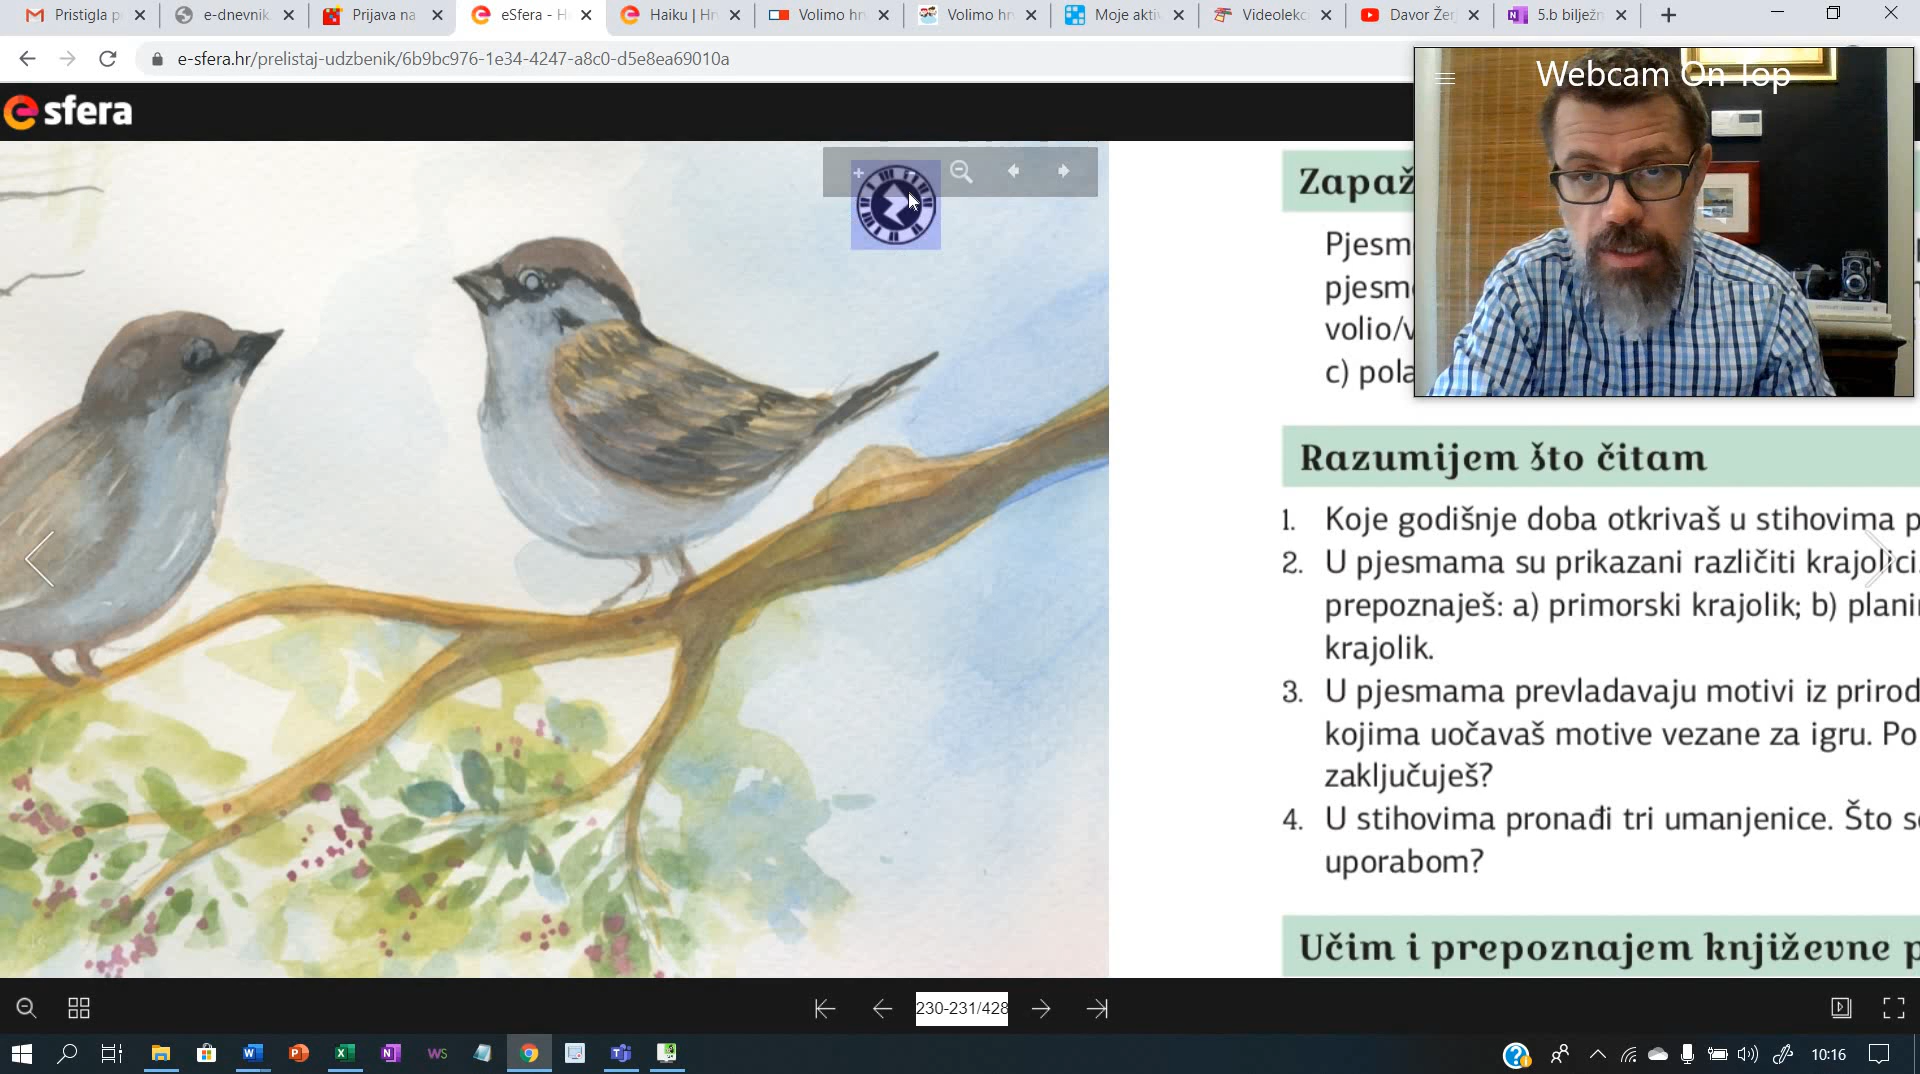 Pristigla p
e-dnevnik
Prijava na
eSfera - H
Haiku | Hr
Volimo hr
Volimo hr
Moje akti
Videolekc
Davor Žer
5.b bilježn
e-sfera.hr/prelistaj-udzbenik/6b9bc976-1e34-4247-a8c0-d5e8ea69010a
Webcam On Top
e sfera
Zapaž
Pjesm
pjesm
volio/v
c) pola
Razumijem što čitam
1. Koje godišnje doba otkrivaš u stihovima p
2. U pjesmama su prikazani različiti krajolici.
prepoznaješ: a) primorski krajolik; b) planin
krajolik.
3. U pjesmama prevladavaju motivi iz prirod
kojima uočavaš motive vezane za igru. Po
zaključuješ?
4. U stihovima pronađi tri umanjenice. Što s
uporabom?
Učim i prepoznajem književne p
230-231/428
WS
10:16